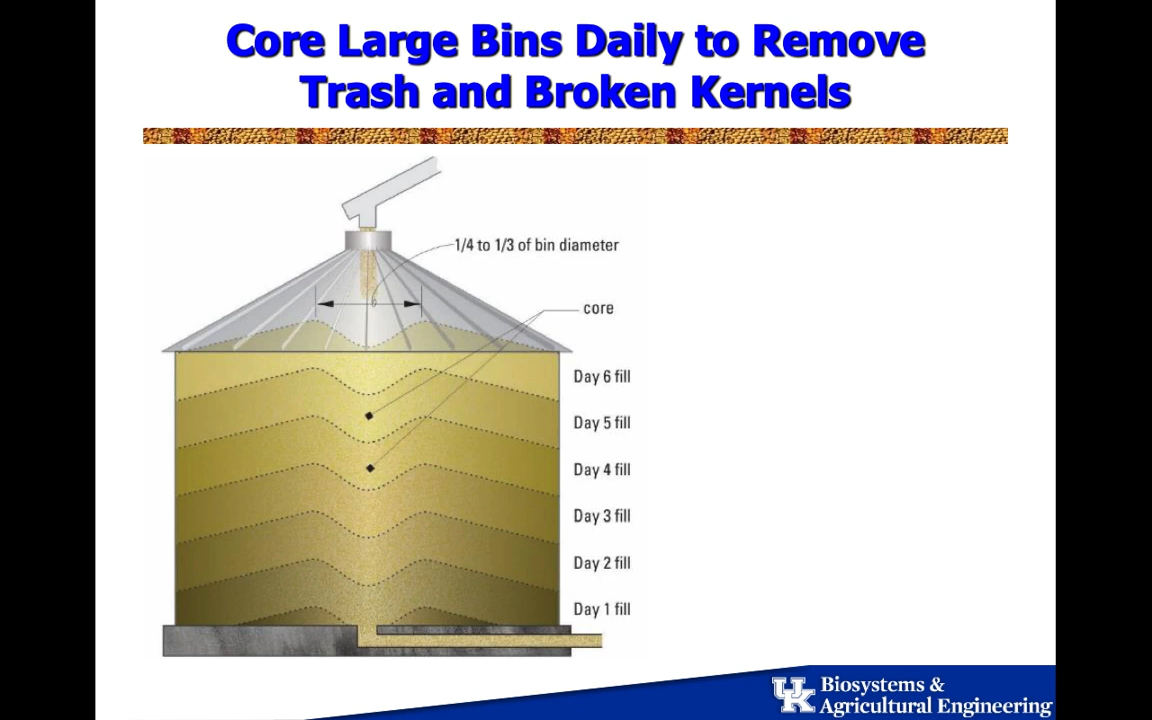 Core Large Bins Daily to Remove
Trash and Broken Kernels
1/4 to 1/3 of bin diameter
core
Day 6 fill
Day 5 fill
Day 4 fill
Day 3 fill
Day 2 fill
Day 1 fill
UK Biosystems &
Agricultural Engineering